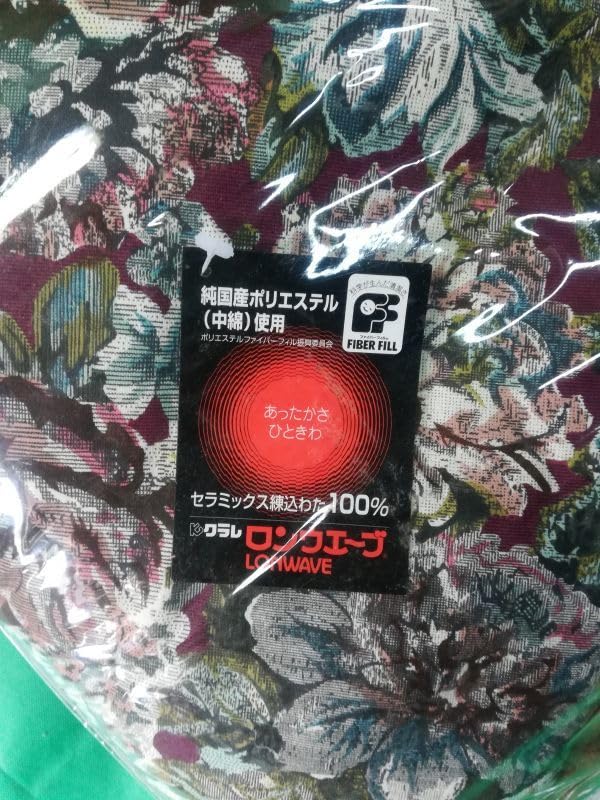 純国産ポリエステル
(中綿)使用
ポリエステルファイバーフィル振興委員会
FIBER FILL
あったかさ
ひときわ
セラミックス練込わた100%
クラレ ロンウエーブ
LONWAVE